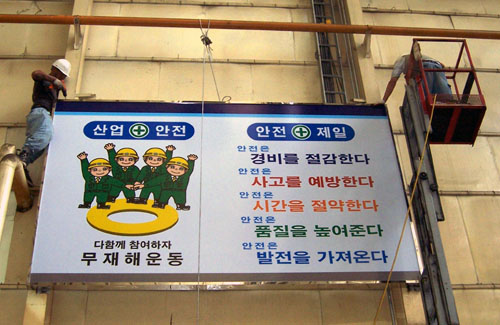 산업 안전
다함께 참여하자
무재해운동
안전 제일
안전은
경비를 절감한다
안전은
사고를 예방한다
안전은
시간을 절약한다
안전은
품질을 높여준다
안전은
발전을 가져온다